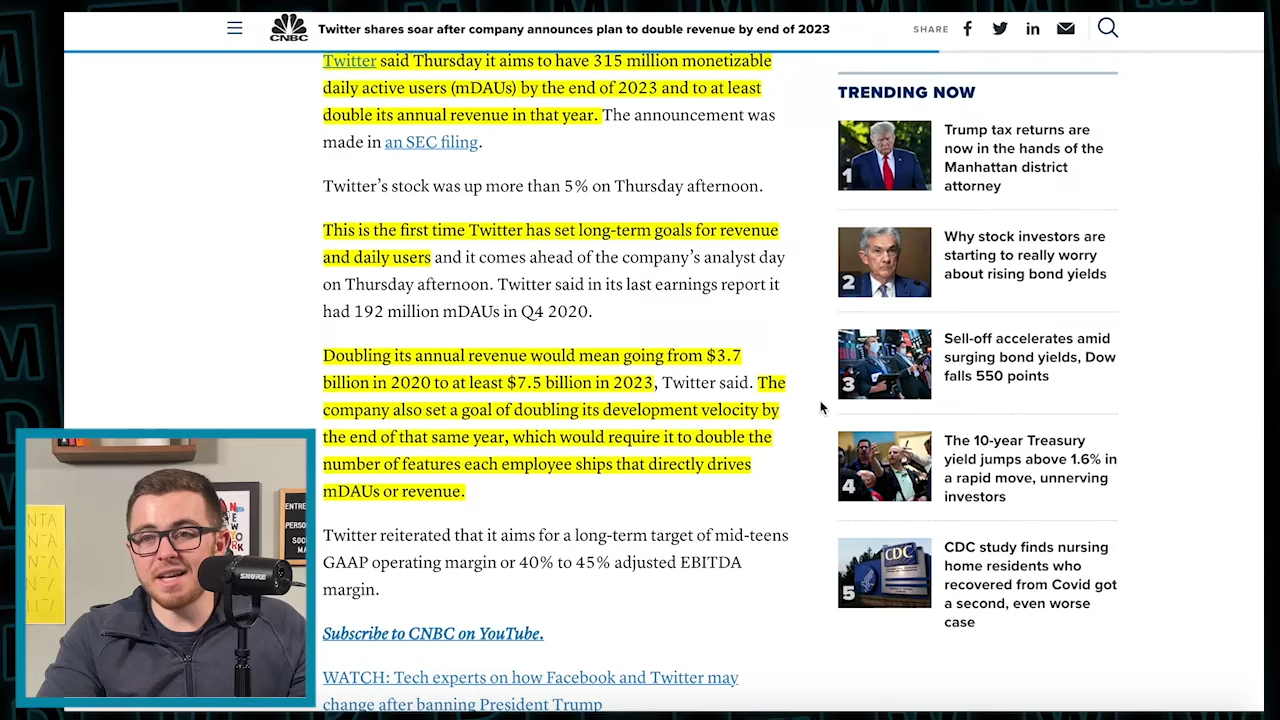 CNBC
Twitter shares soar after company announces plan to double revenue by end of 2023
SHARE
Twitter said Thursday it aims to have 315 million monetizable
daily active users (mDAUs) by the end of 2023 and to at least
double its annual revenue in that year. The announcement was
made in an SEC filing.
Twitter’s stock was up more than 5% on Thursday afternoon.
This is the first time Twitter has set long-term goals for revenue
and daily users and it comes ahead of the company’s analyst day
on Thursday afternoon. Twitter said in its last earnings report it
had 192 million mDAUs in Q4 2020.
Doubling its annual revenue would mean going from $3.7
billion in 2020 to at least $7.5 billion in 2023, Twitter said. The
company also set a goal of doubling its development velocity by
the end of that same year, which would require it to double the
number of features each employee ships that directly drives
mDAUs or revenue.
Twitter reiterated that it aims for a long-term target of mid-teens
GAAP operating margin or 40% to 45% adjusted EBITDA
margin.
Subscribe to CNBC on YouTube.
WATCH: Tech experts on how Facebook and Twitter may
change after banning President Trump
TRENDING NOW
1
Trump tax returns are
now in the hands of the
Manhattan district
attorney
2
Why stock investors are
starting to really worry
about rising bond yields
3
Sell-off accelerates amid
surging bond yields, Dow
falls 550 points
4
The 10-year Treasury
yield jumps above 1.6% in
a rapid move, unnerving
investors
CDC
5
CDC study finds nursing
home residents who
recovered from Covid got
a second, even worse
case
NEW
YORK
SHURE